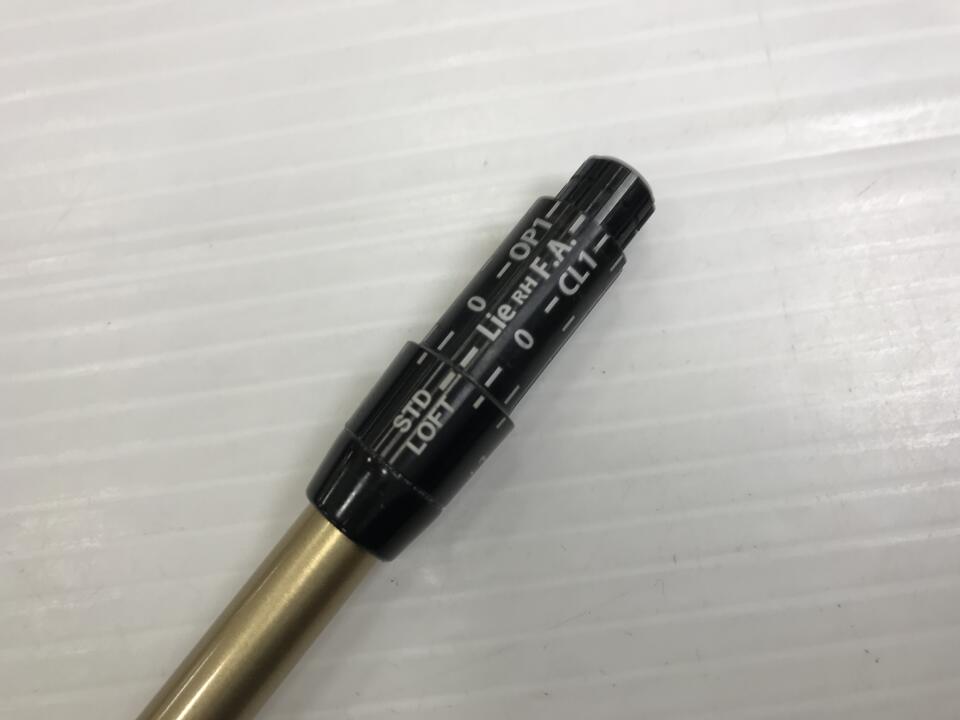 OP1
0
Lie RH F.A.
CL1
0
STD
LOFT